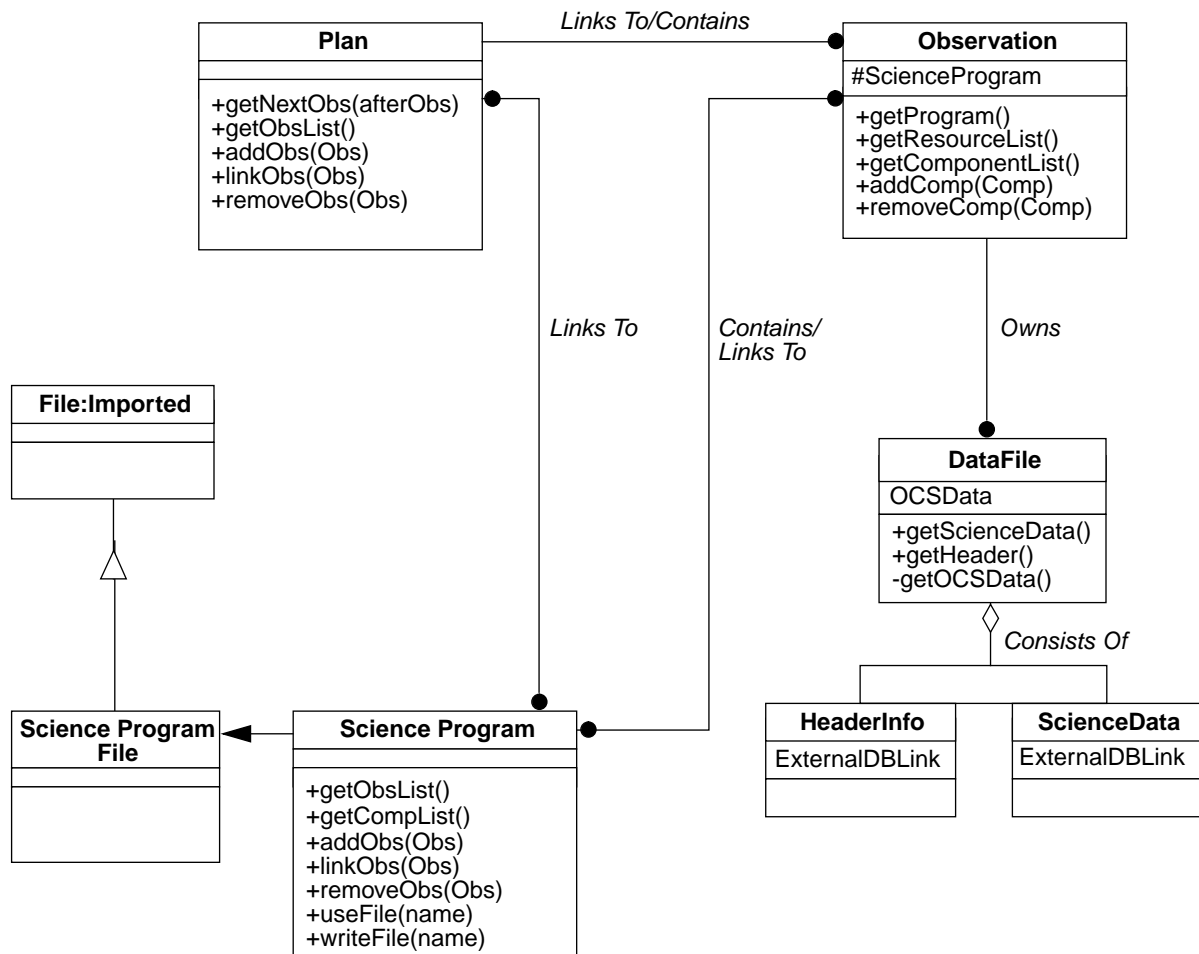 Links To/Contains
Plan
+getNextObs(afterObs)
+getObsList()
+addObs(Obs)
+linkObs(Obs)
+removeObs(Obs)
Observation
#ScienceProgram
+getProgram()
+getResourceList()
+getComponentList()
+addComp(Comp)
+removeComp(Comp)
Links To
Contains/
Links To
Owns
File:Imported
DataFile
OCSData
+getScienceData()
+getHeader()
-getOCSData()
Consists Of
Science Program
File
Science Program
+getObsList()
+getCompList()
+addObs(Obs)
+linkObs(Obs)
+removeObs(Obs)
+useFile(name)
+writeFile(name)
HeaderInfo
ExternalDBLink
ScienceData
ExternalDBLink